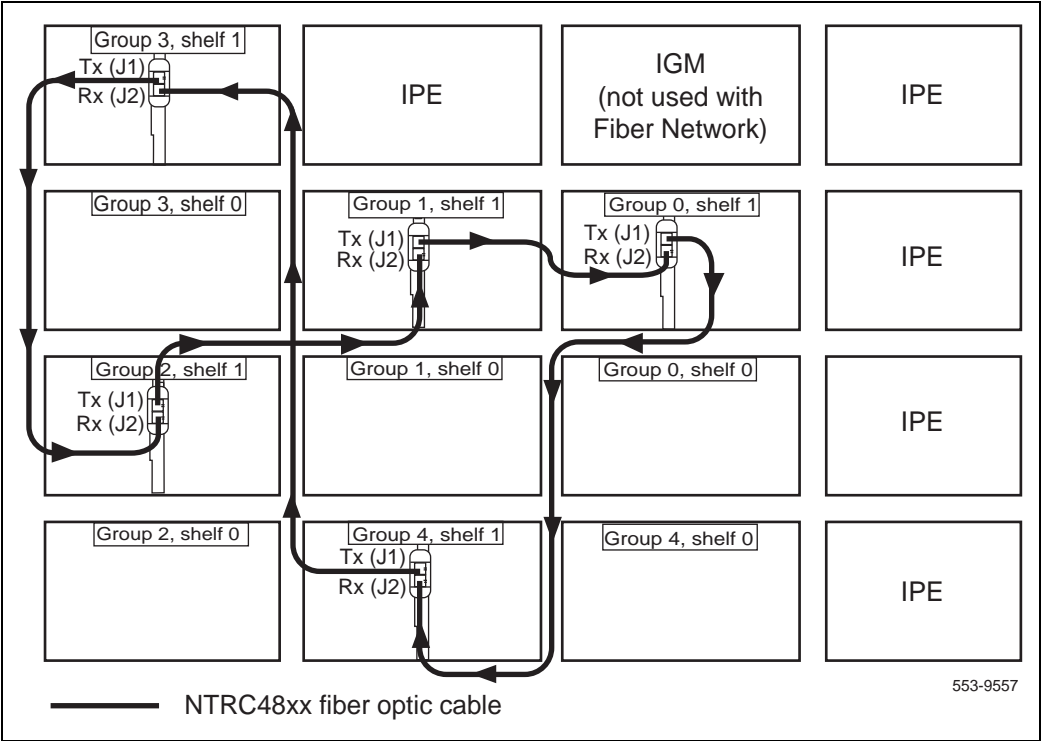 Group 3, shelf 1
Tx (J1)
Rx (J2)
IPE
IGM
(not used with
Fiber Network)
IPE
Group 3, shelf 0
Group 1, shelf 1
Tx (J1)
Rx (J2)
Group 0, shelf 1
Tx (J1)
Rx (J2)
IPE
Group 2, shelf 1
Tx (J1)
Rx (J2)
Group 1, shelf 0
Group 0, shelf 0
IPE
Group 2, shelf 0
Group 4, shelf 1
Tx (J1)
Rx (J2)
Group 4, shelf 0
IPE
553-9557
NTRC48xx fiber optic cable